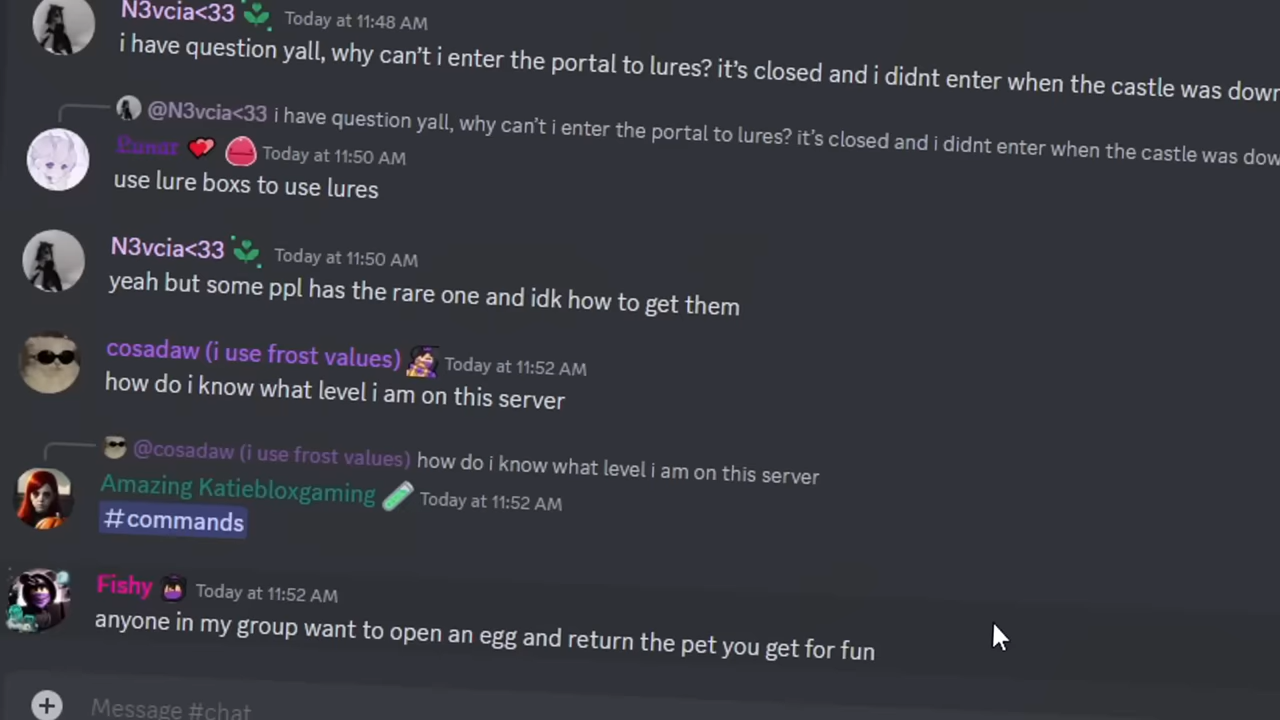 N3vcia<33 Today at 11:48 AM
i have question yall, why can't i enter the portal to lures? it's closed and i didnt enter when the castle was down
@N3vcia<33 i have question yall, why can't i enter the portal to lures? it's closed and i didnt enter when the castle was dow
Lunar Today at 11:50 AM
use lure boxs to use lures
N3vcia<33 Today at 11:50 AM
yeah but some ppl has the rare one and idk how to get them
cosadaw (i use frost values) Today at 11:52 AM
how do i know what level i am on this server
@cosadaw (i use frost values) how do i know what level i am on this server
Amazing Katiebloxgaming Today at 11:52 AM
#commands
Fishy Today at 11:52 AM
anyone in my group want to open an egg and return the pet you get for fun
Message #chat